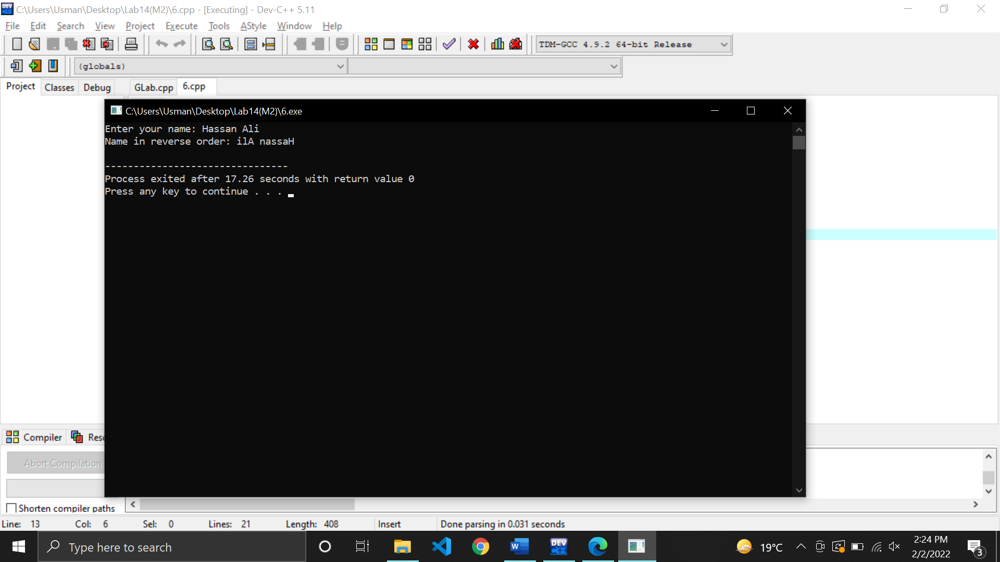 C:\Users\Usman\Desktop\Lab14(M2)\6.cpp - [Executing] - Dev-C++ 5.11
File Edit Search View Project Execute Tools AStyle Window Help
TDM-GCC 4.9.2 64-bit Release
(globals)
Project Classes Debug GLab.cpp 6.cpp
C:\Users\Usman\Desktop\Lab14(M2)\6.exe
Enter your name: Hassan Ali
Name in reverse order: ilA nassaH
--------------------------------
Process exited after 17.26 seconds with return value 0
Press any key to continue . . .
Compiler Reso
Abort Compilation
Shorten compiler paths
Line: 13 Col: 6 Sel: 0 Lines: 21 Length: 408 Insert Done parsing in 0.031 seconds
Type here to search
W
DEV C++
19°C
2:24 PM
2/2/2022
3